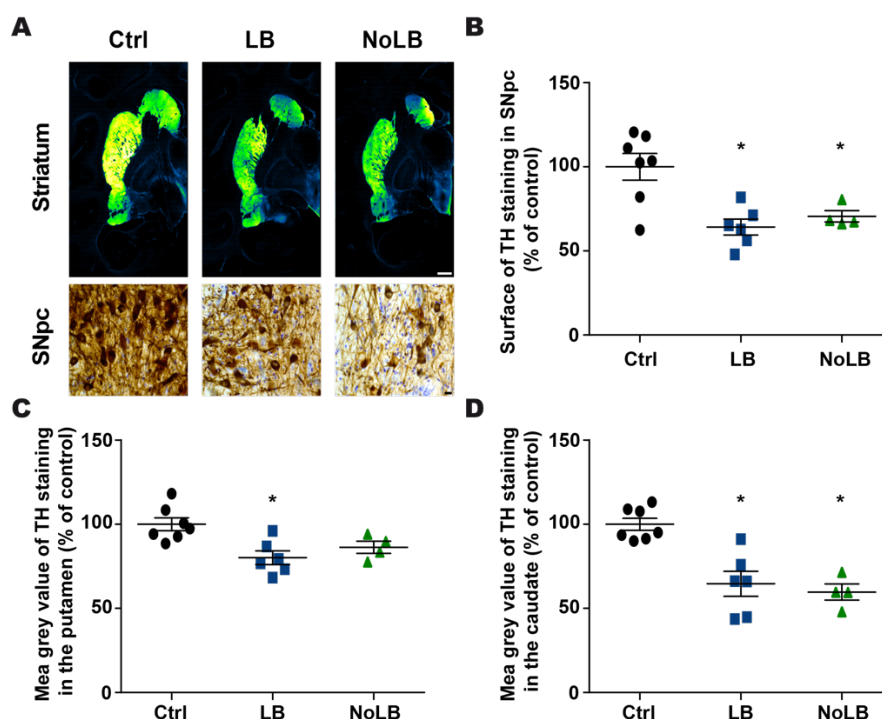 A
Ctrl LB NoLB
Striatum
SNpc
B
Surface of TH staining in SNpc
(% of control)
150
100
50
0
* *
Ctrl LB NoLB
C
Mea grey value of TH staining
in the putamen (% of control)
150
100
50
0
*
Ctrl LB NoLB
D
Mea grey value of TH staining
in the caudate (% of control)
150
100
50
0
* *
Ctrl LB NoLB